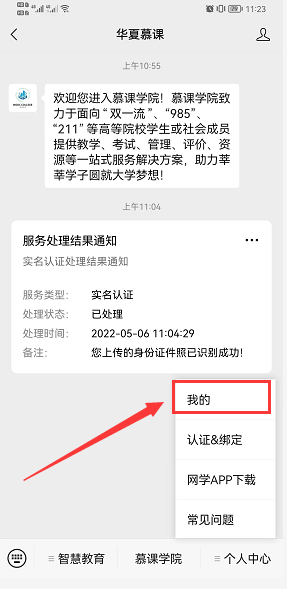 11:23
华夏慕课
上午10:55
欢迎您进入慕课学院！慕课学院致
力于面向“双一流”、“985”、
“211”等高等院校学生或社会成员
提供教学、考试、管理、评价、资
源等一站式服务解决方案，助力莘
莘学子圆就大学梦想！
上午11:04
服务处理结果通知
实名认证处理结果通知
服务类型： 实名认证
处理状态： 已处理
处理时间： 2022-05-06 11:04:29
备注： 您上传的身份证件照已识别成功！
我的
认证&绑定
网学APP下载
常见问题
智慧教育 慕课学院 个人中心